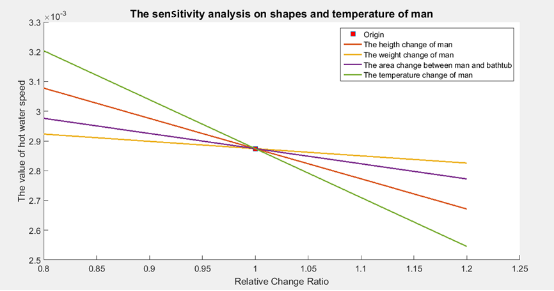 The sensitivity analysis on shapes and temperature of man
×10⁻³
3.3
3.2
3.1
3
2.9
2.8
2.7
2.6
2.5
The value of hot water speed
Origin
The heigth change of man
The weight change of man
The area change between man and bathtub
The temperature change of man
0.8 0.85 0.9 0.95 1 1.05 1.1 1.15 1.2 1.25
Relative Change Ratio